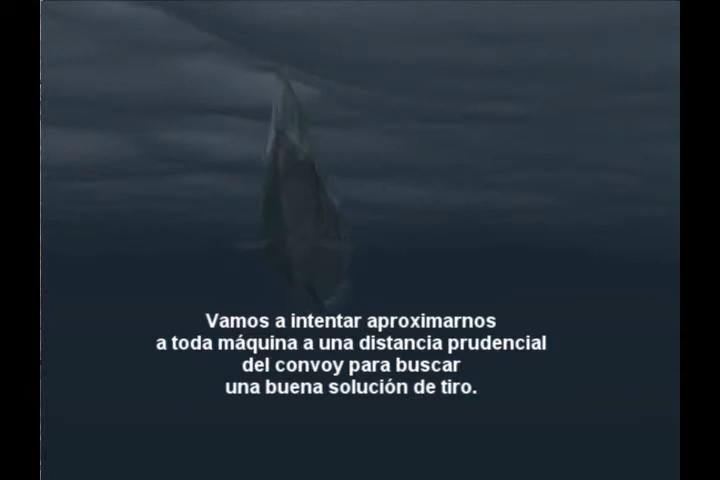 Vamos a intentar aproximarnos
a toda máquina a una distancia prudencial
del convoy para buscar
una buena solución de tiro.